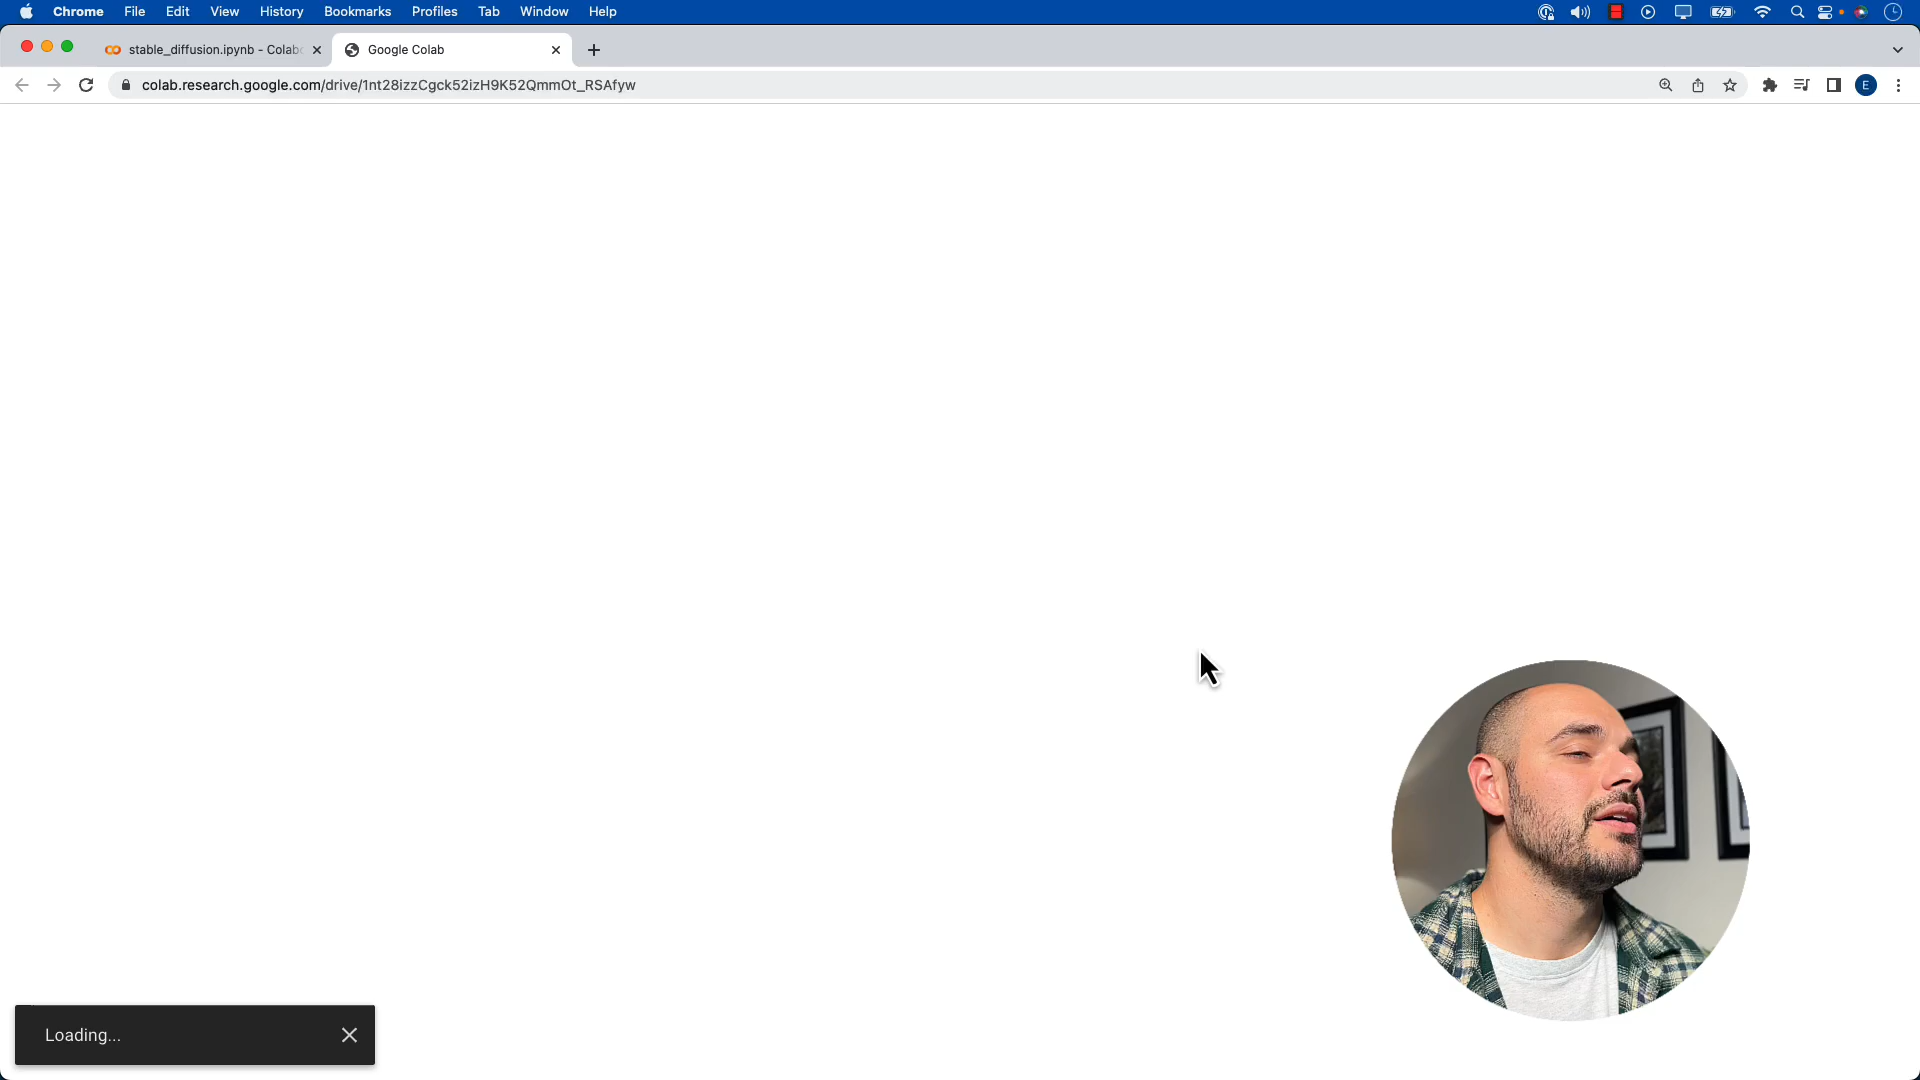 Chrome File Edit View History Bookmarks Profiles Tab Window Help
stable_diffusion.ipynb - Colab
Google Colab
colab.research.google.com/drive/1nt28izzCgck52izH9K52QmmOt_RSAfyw
E
Loading...